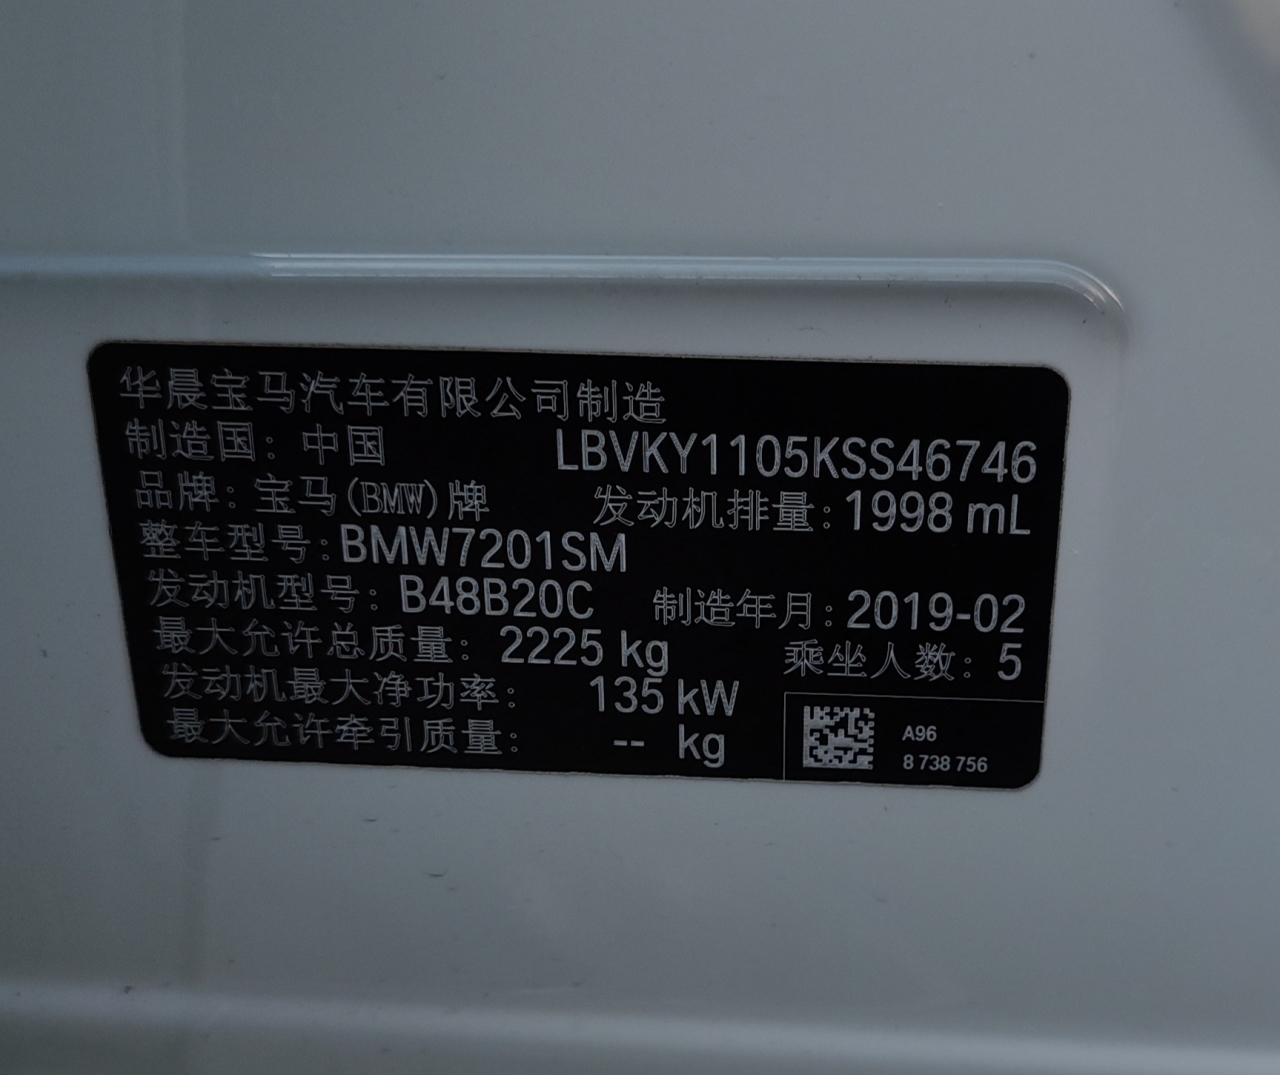 华晨宝马汽车有限公司制造
制造国：中国 LBVKY1105KSS46746
品牌：宝马(BMW)牌 发动机排量：1998 mL
整车型号：BMW7201SM
发动机型号：B48B20C 制造年月：2019-02
最大允许总质量：2225 kg 乘坐人数：5
发动机最大净功率：135 kW
最大允许牵引质量：-- kg
A96
8 738 756